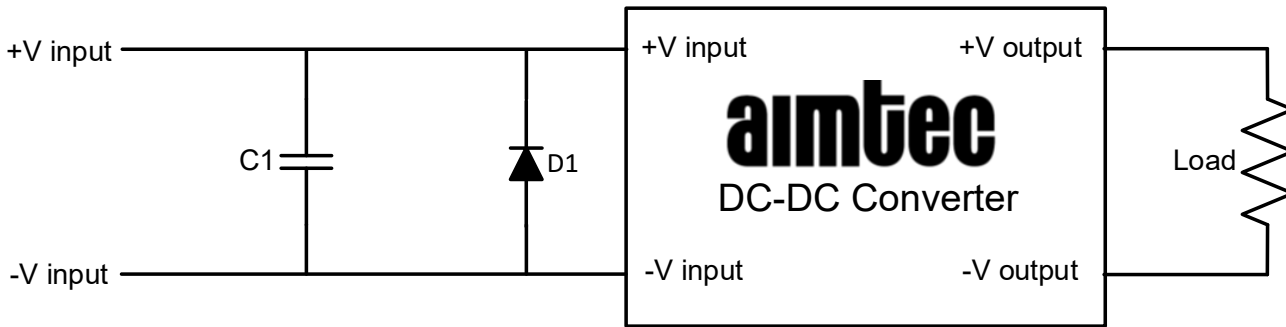 +V input
C1
D1
-V input
+V input
+V output
aimtec
DC-DC Converter
-V input
-V output
Load